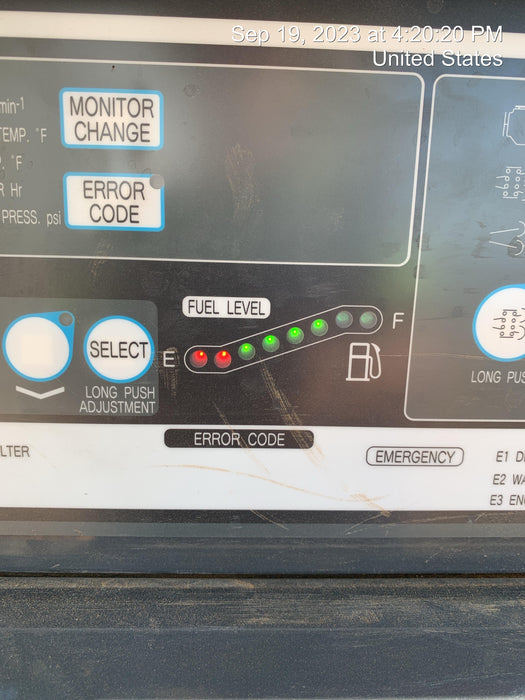 Sep 19, 2023 at 4:20:20 PM
United States
min-1
TEMP. °F
°F
Hr
PRESS. psi
MONITOR
CHANGE
ERROR
CODE
FUEL LEVEL
E
F
SELECT
LONG PUSH
ADJUSTMENT
LONG
ERROR CODE
LTER
EMERGENCY
E1
E2
E3